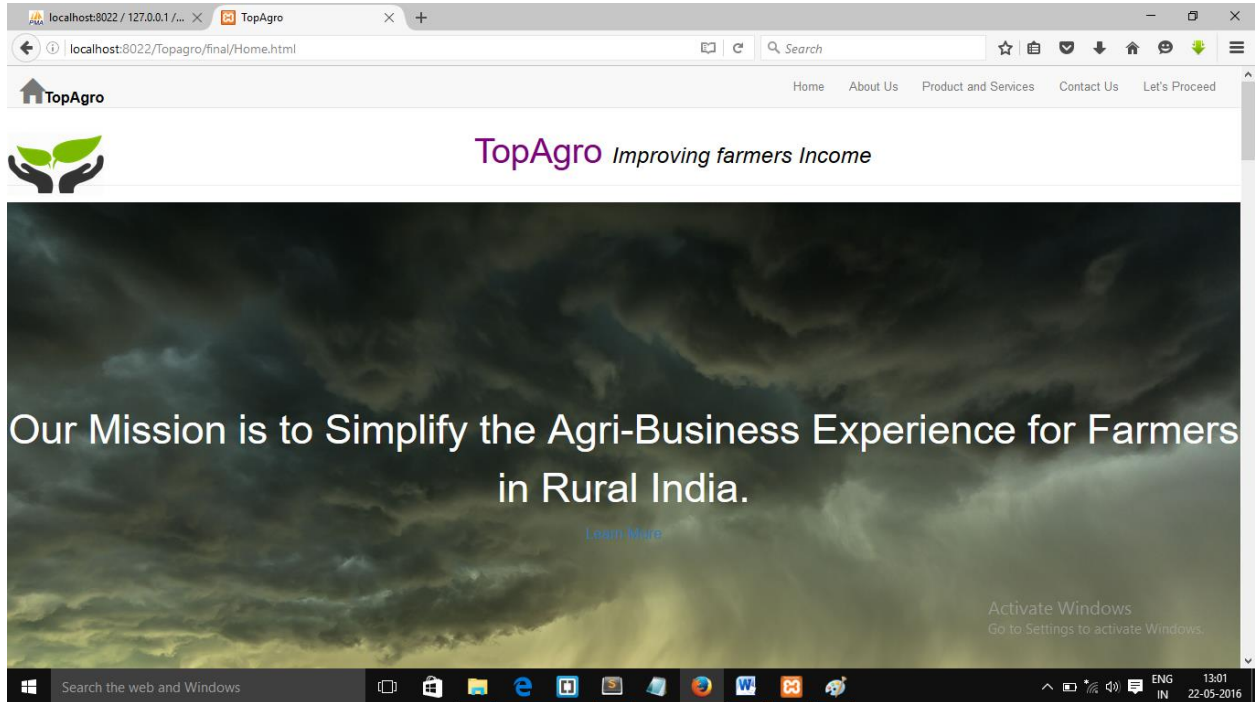 localhost:8022 / 127.0.0.1 /...
TopAgro
localhost:8022/Topagro/final/Home.html
Search
TopAgro
Home About Us Product and Services Contact Us Let's Proceed
TopAgro Improving farmers Income
Our Mission is to Simplify the Agri-Business Experience for Farmers
in Rural India.
Learn More
Activate Windows
Go to Settings to activate Windows.
Search the web and Windows
ENG
IN
13:01
22-05-2016